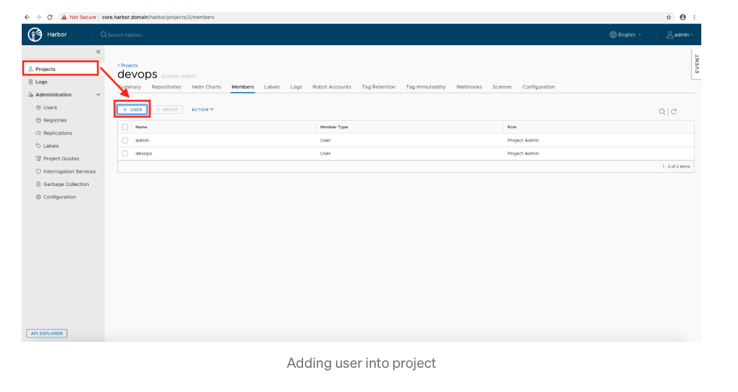 Not Secure | core.harbor.domain/harbor/projects/2/members
Harbor
Search Harbor...
English
admin
EVENT
Projects
Logs
Administration
Users
Registries
Replications
Labels
Project Quotas
Interrogation Services
Garbage Collection
Configuration
API EXPLORER
< Projects
devops System Admin
Summary Repositories Helm Charts Members Labels Logs Robot Accounts Tag Retention Tag Immutability Webhooks Scanner Configuration
+ USER + GROUP ACTION
Name Member Type Role
admin User Project Admin
devops User Project Admin
1 - 2 of 2 items
Adding user into project